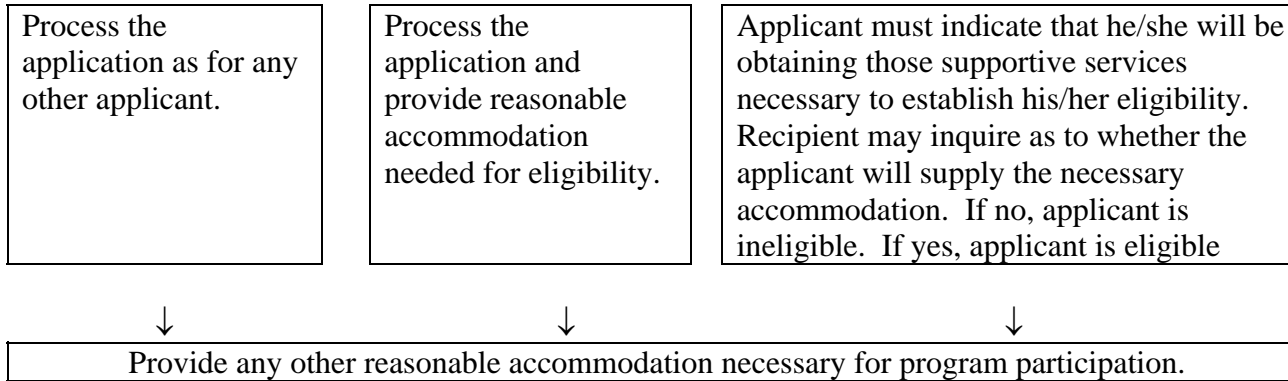 Process the
application as for any
other applicant.
Process the
application and
provide reasonable
accommodation
needed for eligibility.
Applicant must indicate that he/she will be
obtaining those supportive services
necessary to establish his/her eligibility.
Recipient may inquire as to whether the
applicant will supply the necessary
accommodation.  If no, applicant is
ineligible.  If yes, applicant is eligible
↓ ↓ ↓
Provide any other reasonable accommodation necessary for program participation.